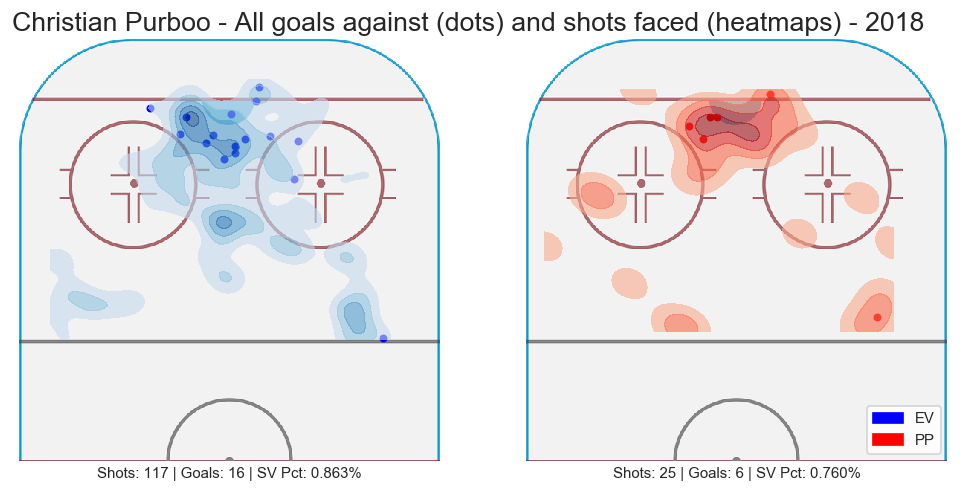 Christian Purboo - All goals against (dots) and shots faced (heatmaps) - 2018
EV
PP
Shots: 117 | Goals: 16 | SV Pct: 0.863%
Shots: 25 | Goals: 6 | SV Pct: 0.760%